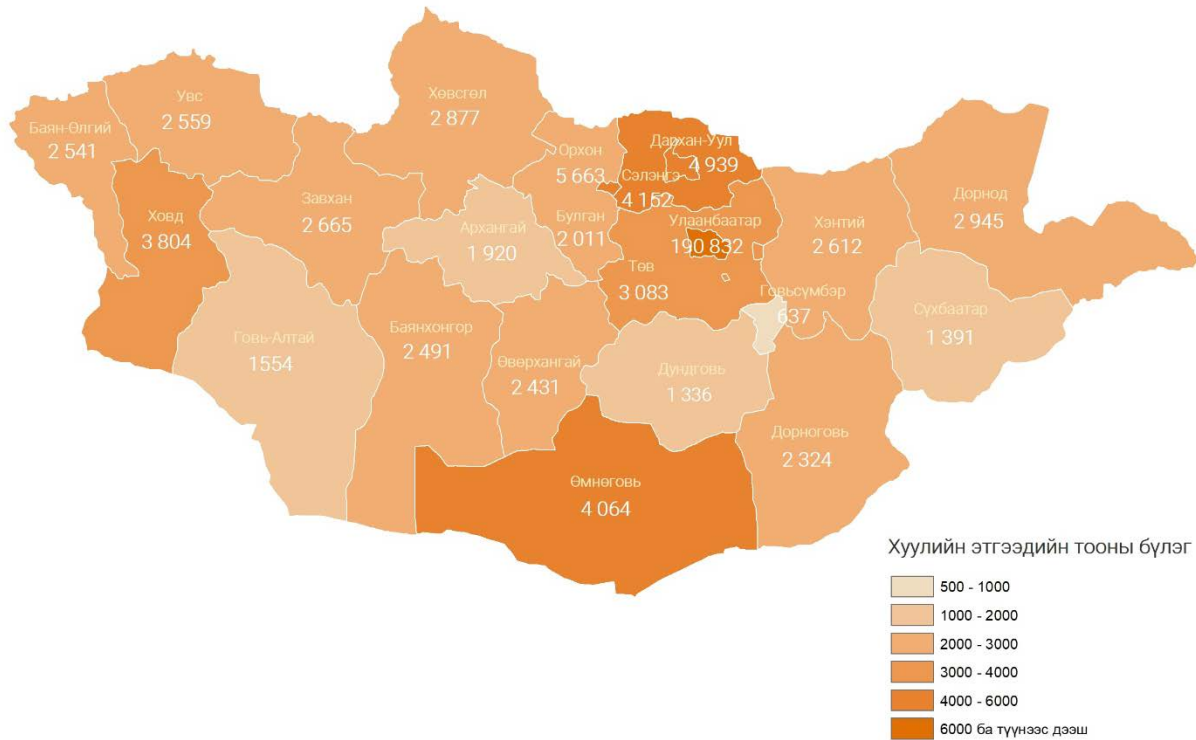 Увс
2 559
Баян-Өлгий
2 541
Ховд
3 804
Завхан
2 665
Говь-Алтай
1554
Хөвсгөл
2 877
Архангай
1 920
Баянхонгор
2 491
Өвөрхангай
2 431
Орхон
5 663
Булган
2 011
Сэлэнгэ
4 152
Дархан-Уул
4 939
Улаанбаатар
190 832
Төв
3 083
Говьсүмбэр
637
Дундговь
1 336
Өмнөговь
4 064
Хэнтий
2 612
Дорнод
2 945
Сүхбаатар
1 391
Дорноговь
2 324
Хуулийн этгээдийн тооны бүлэг
500 - 1000
1000 - 2000
2000 - 3000
3000 - 4000
4000 - 6000
6000 ба түүнээс дээш